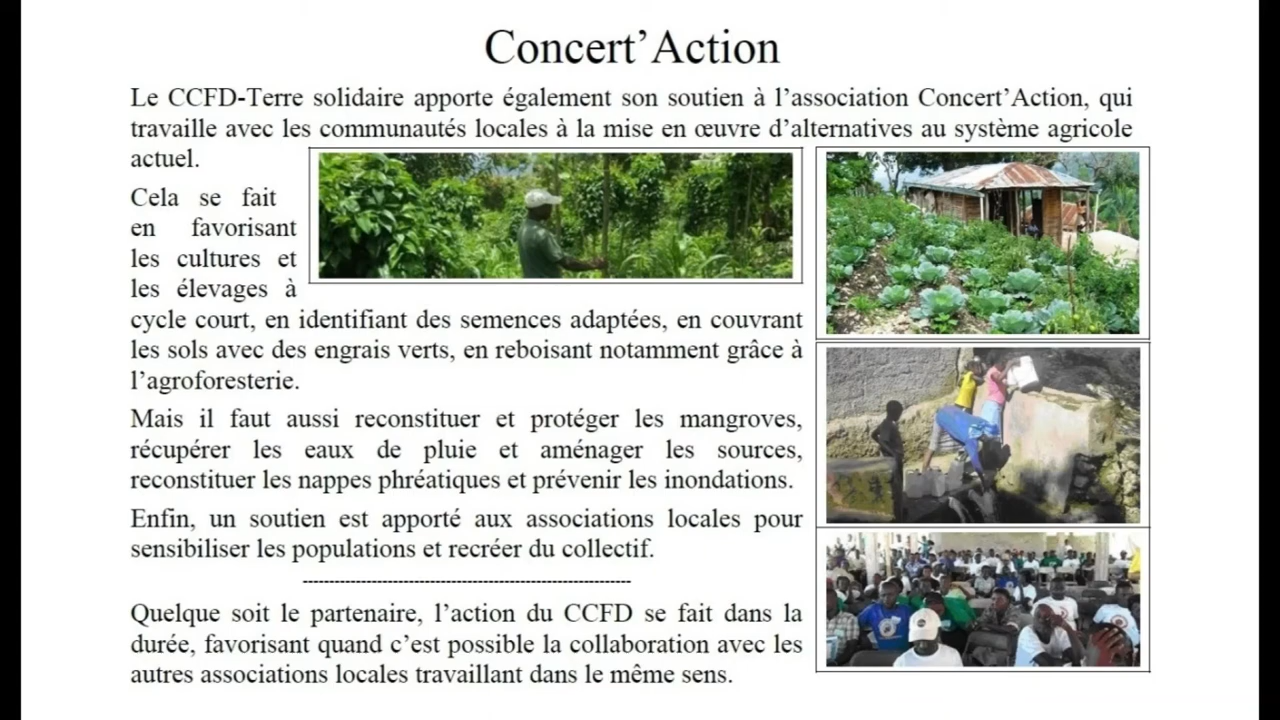 Concert’Action
Le CCFD-Terre solidaire apporte également son soutien à l’association Concert’Action, qui
travaille avec les communautés locales à la mise en œuvre d’alternatives au système agricole
actuel.
Cela se fait
en favorisant
les cultures et
les élevages à
cycle court, en identifiant des semences adaptées, en couvrant
les sols avec des engrais verts, en reboisant notamment grâce à
l’agroforesterie.
Mais il faut aussi reconstituer et protéger les mangroves,
récupérer les eaux de pluie et aménager les sources,
reconstituer les nappes phréatiques et prévenir les inondations.
Enfin, un soutien est apporté aux associations locales pour
sensibiliser les populations et recréer du collectif.
----------------------------------------------------------------
Quelque soit le partenaire, l’action du CCFD se fait dans la
durée, favorisant quand c’est possible la collaboration avec les
autres associations locales travaillant dans le même sens.